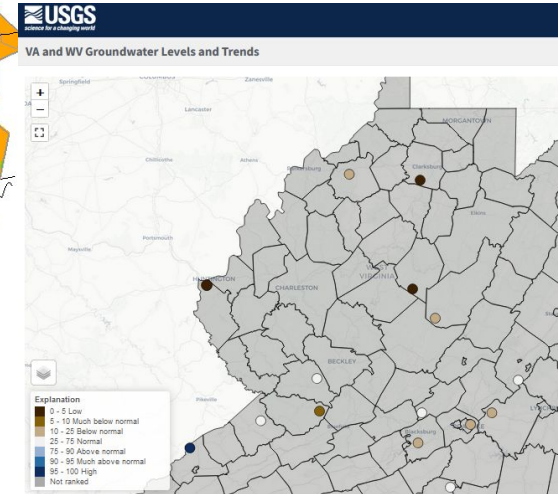 USGS
science for a changing world
VA and WV Groundwater Levels and Trends
+
−
Springfield
Zanesville
Lancaster
MORGANTOWN
Chillicothe
Athens
Clarksburg
Elkins
Portsmouth
Maysville
WEST
VIRGINIA
HUNTINGTON
CHARLESTON
BECKLEY
Pikeville
Blacksburg
Explanation
0 - 5 Low
5 - 10 Much below normal
10 - 25 Below normal
25 - 75 Normal
75 - 90 Above normal
90 - 95 Much above normal
95 - 100 High
Not ranked